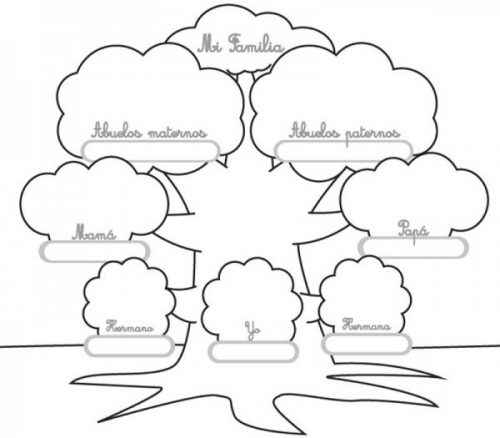 Mi Familia
Abuelos maternos
Abuelos paternos
Mamá
Papá
Hermano
Yo
Hermana